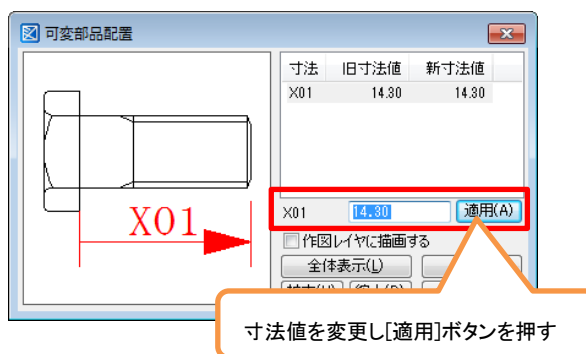 可変部品配置
寸法 旧寸法値 新寸法値
X01 14.30 14.30
X01
X01 14.30 適用(A)
作図レイヤに描画する
全体表示(L)
寸法値を変更し[適用]ボタンを押す